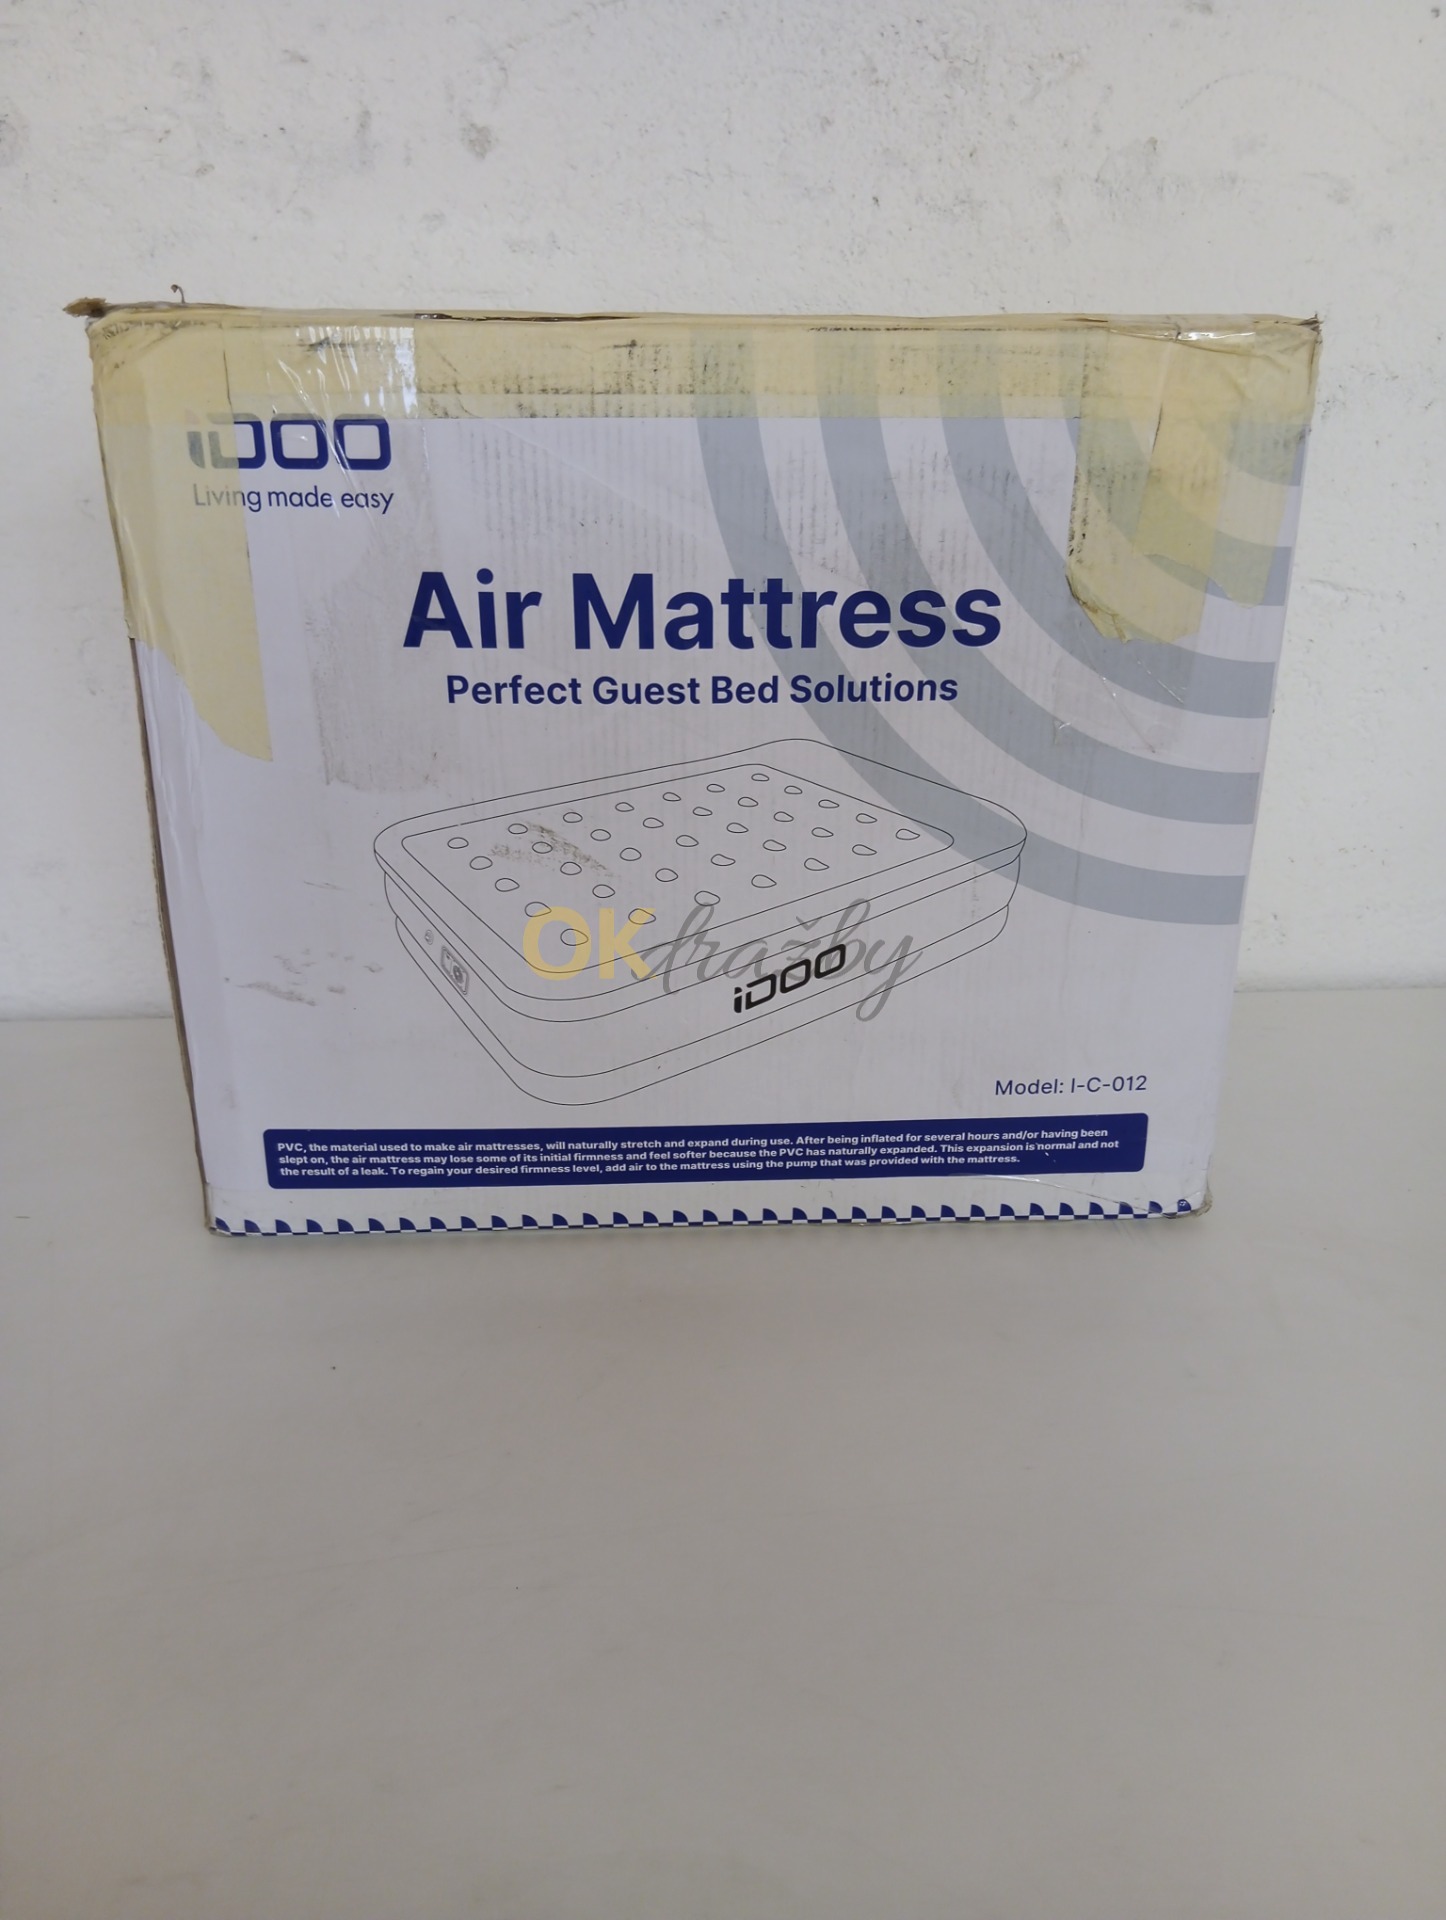 iDOO
Living made easy
Air Mattress
Perfect Guest Bed Solutions
OKdražby
iDOO
Model: I-C-012
PVC, the material used to make air mattresses, will naturally stretch and expand during use. After being inflated for several hours and/or having been
slept on, the air mattress may lose some of its initial firmness and feel softer because the PVC has naturally expanded. This expansion is normal and not
the result of a leak. To regain your desired firmness level, add air to the mattress using the pump that was provided with the mattress.